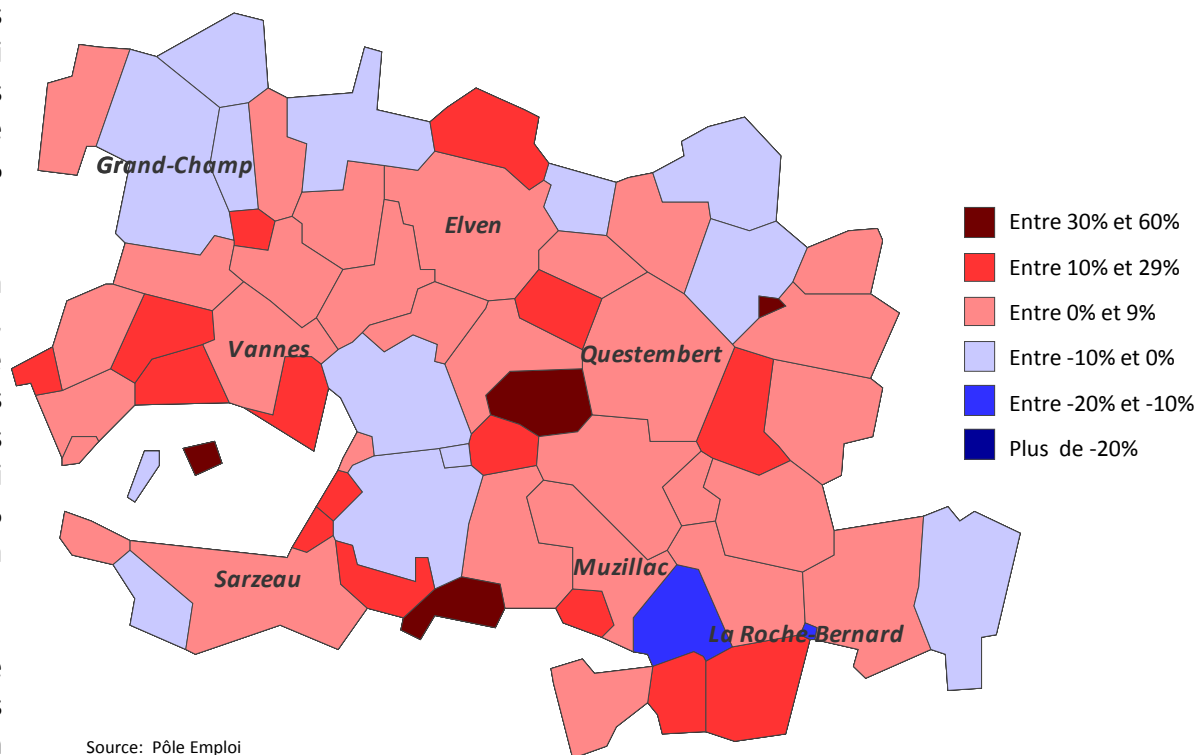 Grand-Champ
Elven
Vannes
Questembert
Sarzeau
Muzillac
La Roche-Bernard
Entre 30% et 60%
Entre 10% et 29%
Entre 0% et 9%
Entre -10% et 0%
Entre -20% et -10%
Plus de -20%
Source: Pôle Emploi